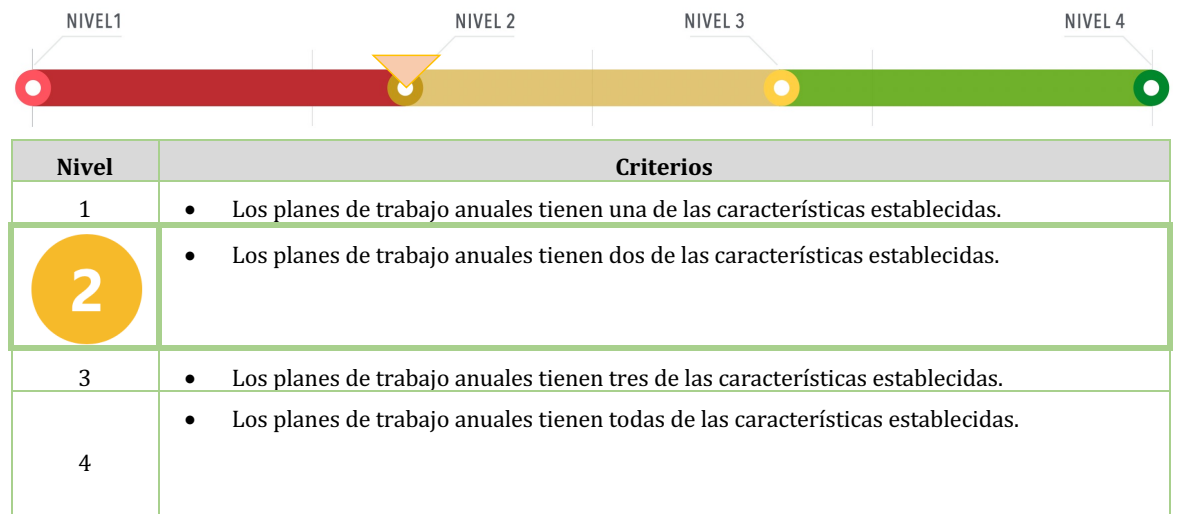 NIVEL1 NIVEL 2 NIVEL 3 NIVEL 4
Nivel Criterios
1 • Los planes de trabajo anuales tienen una de las características establecidas.
2 • Los planes de trabajo anuales tienen dos de las características establecidas.
3 • Los planes de trabajo anuales tienen tres de las características establecidas.
4 • Los planes de trabajo anuales tienen todas de las características establecidas.